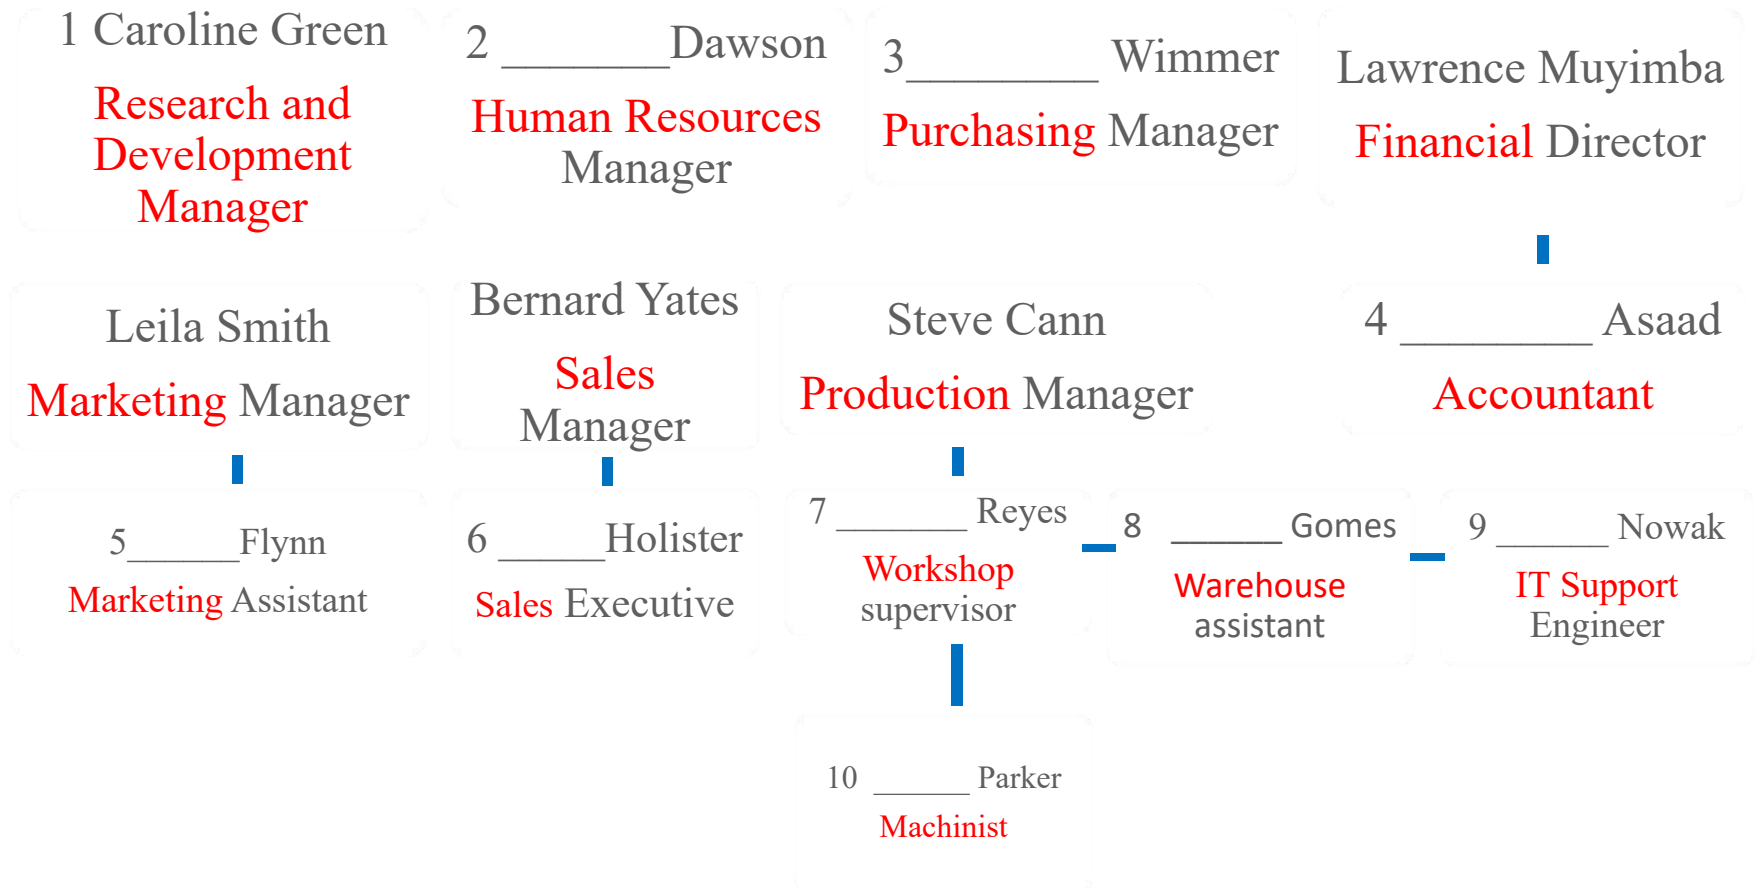 1 Caroline Green
Research and
Development
Manager
2 _______Dawson
Human Resources
Manager
3________ Wimmer
Purchasing Manager
Lawrence Muyimba
Financial Director
Leila Smith
Marketing Manager
Bernard Yates
Sales
Manager
Steve Cann
Production Manager
4 ________ Asaad
Accountant
5______Flynn
Marketing Assistant
6 _____Holister
Sales Executive
7 _______ Reyes
Workshop
supervisor
8 ______ Gomes
Warehouse
assistant
9 ______ Nowak
IT Support
Engineer
10 ______ Parker
Machinist